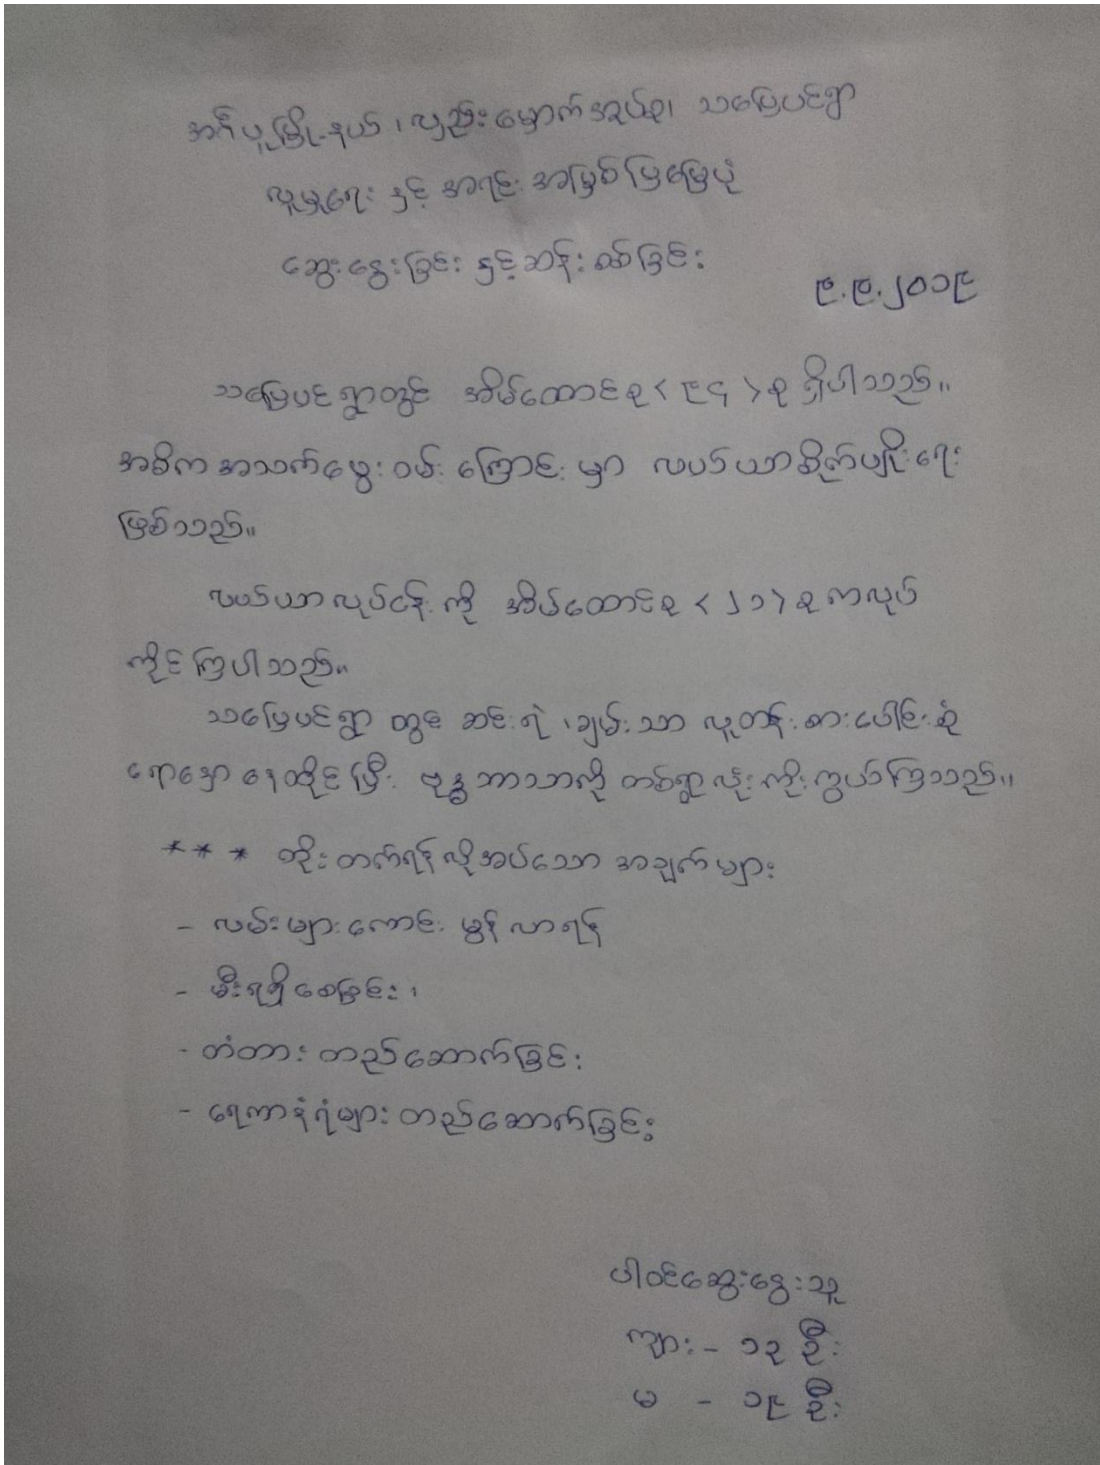 အင်္ဂပူမြို့နယ်၊ လှည်းမှောက်အုပ်စု၊ သမြေ့ပင်ရွာ
လူမှုရေး နှင့် အရင်း အမြစ် ပြမြေပုံ
ဆွေးနွေးခြင်း နှင့် ဆန်းစစ်ခြင်း
၉.၉.၂၀၁၉
သမြေ့ပင်ရွာတွင် အိမ်ထောင်စု < ၉၄ > စု ရှိပါသည်။
အဓိက အသက်မွေး ဝမ်း ကြောင်း မှာ လယ်ယာစိုက်ပျိုးရေး
ဖြစ်သည်။
လယ်ယာလုပ်ငန်း ကို အိမ်ထောင်စု < ၂၁ > စု ကလုပ်
ကိုင်ကြပါသည်။
သမြေ့ပင်ရွာ တွင် ဆင်းရဲ ၊ချမ်းသာ လူတန်းစားပေါင်းစုံ
ရောနှော နေထိုင်ပြီး ဗုဒ္ဓဘာသာကို တစ်ရွာလုံး ကိုးကွယ်ကြသည်။
*** တိုးတက်ရန်လိုအပ်သော အချက်များ
- လမ်းများကောင်း မွန် လာရန်
- မီးရရှိစေခြင်း ၊
- တံတား တည်ဆောက်ခြင်း
- ရေကာနံရံများ တည်ဆောက်ခြင်း
ပါဝင်ဆွေးနွေးသူ
ကျား - ၁၃ ဦး
မ - ၁၉ ဦး